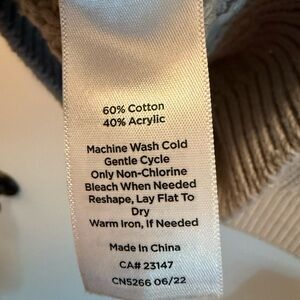 60% Cotton
40% Acrylic
Machine Wash Cold
Gentle Cycle
Only Non-Chlorine
Bleach When Needed
Reshape, Lay Flat To
Dry
Warm Iron, If Needed
Made In China
CA# 23147
CN5266 06/22